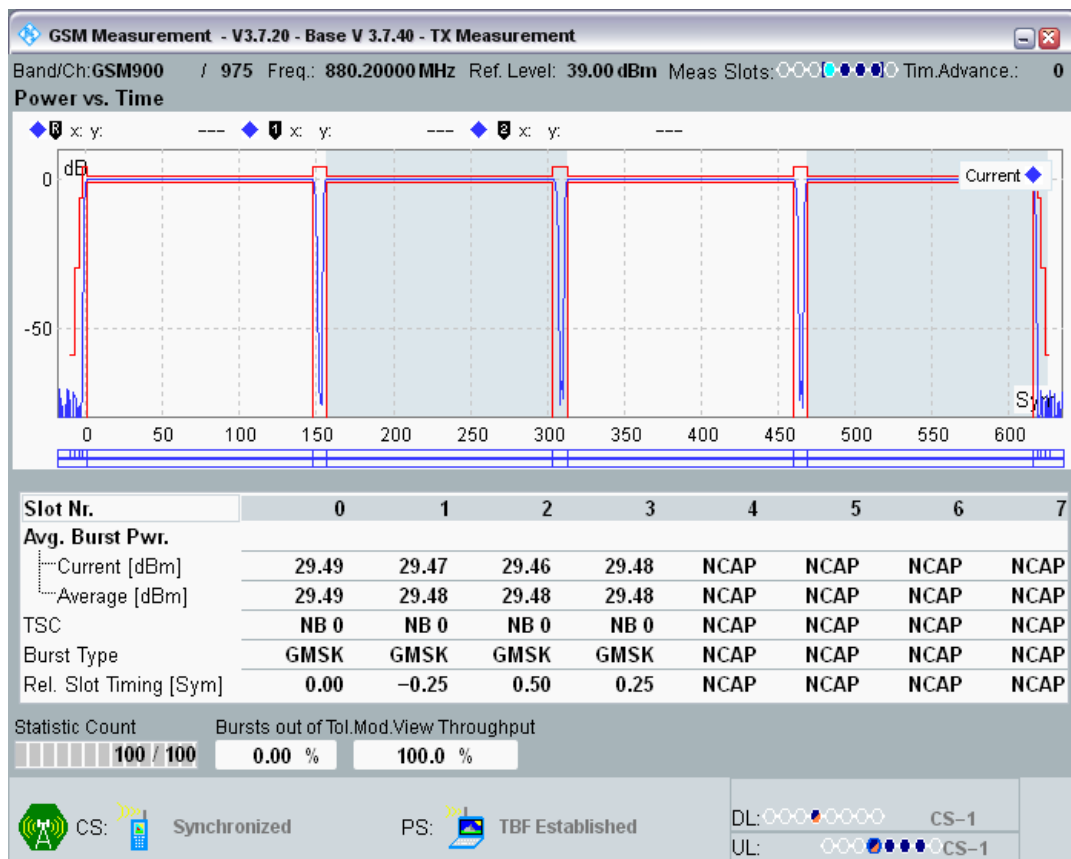 GSM Measurement - V3.7.20 - Base V 3.7.40 - TX Measurement
Band/Ch:GSM900 / 975 Freq.: 880.20000 MHz Ref. Level: 39.00 dBm Meas Slots: Tim.Advance.: 0
Power vs. Time
R x: y: --- 1 x: y: --- 2 x: y: ---
dB
0
Current
-50
Sym
0 50 100 150 200 250 300 350 400 450 500 550 600
Slot Nr. 0 1 2 3 4 5 6 7
Avg. Burst Pwr.
Current [dBm] 29.49 29.47 29.46 29.48 NCAP NCAP NCAP NCAP
Average [dBm] 29.49 29.48 29.48 29.48 NCAP NCAP NCAP NCAP
TSC NB 0 NB 0 NB 0 NB 0 NCAP NCAP NCAP NCAP
Burst Type GMSK GMSK GMSK GMSK NCAP NCAP NCAP NCAP
Rel. Slot Timing [Sym] 0.00 −0.25 0.50 0.25 NCAP NCAP NCAP NCAP
Statistic Count Bursts out of Tol.Mod.View Throughput
100 / 100 0.00 % 100.0 %
CS: Synchronized PS: TBF Established
DL: CS−1
UL: CS−1